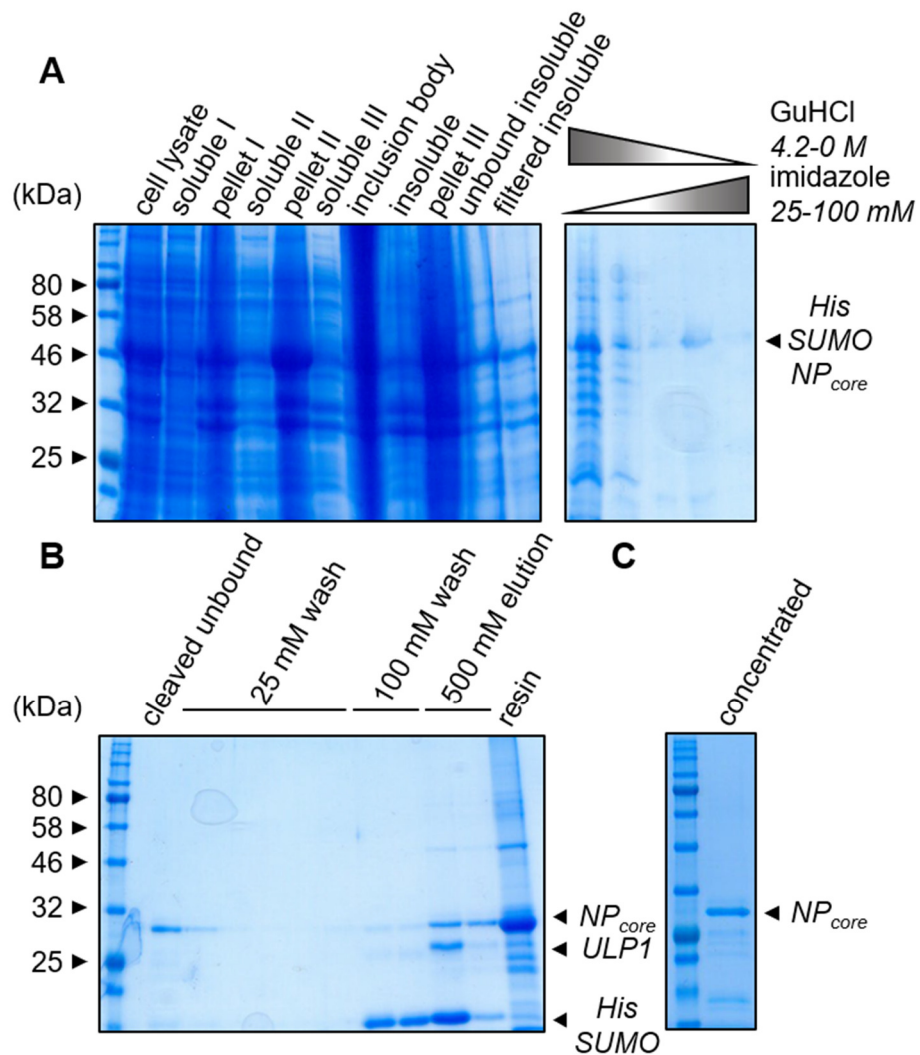 A
(kDa)
cell lysate
soluble I
pellet I
soluble II
pellet II
soluble III
inclusion body
insoluble
pellet III
unbound insoluble
filtered insoluble
GuHCl
4.2-0 M
imidazole
25-100 mM
80
58
46
32
25
His
SUMO
NPcore
B
(kDa)
cleaved unbound
25 mM wash
100 mM wash
500 mM elution
resin
80
58
46
32
25
NPcore
ULP1
His
SUMO
C
concentrated
NPcore